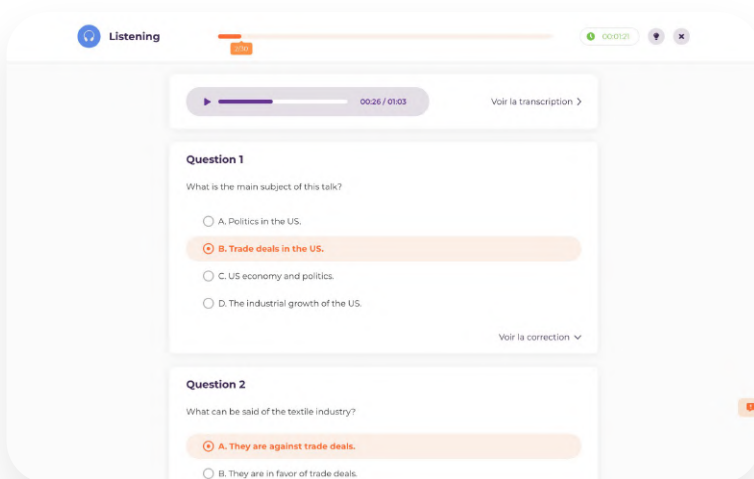 Listening
00:01:21
00:26 / 01:03
Voir la transcription
Question 1
What is the main subject of this talk?
A. Politics in the US.
B. Trade deals in the US.
C. US economy and politics.
D. The industrial growth of the US.
Voir la correction
Question 2
What can be said of the textile industry?
A. They are against trade deals.
B. They are in favor of trade deals.